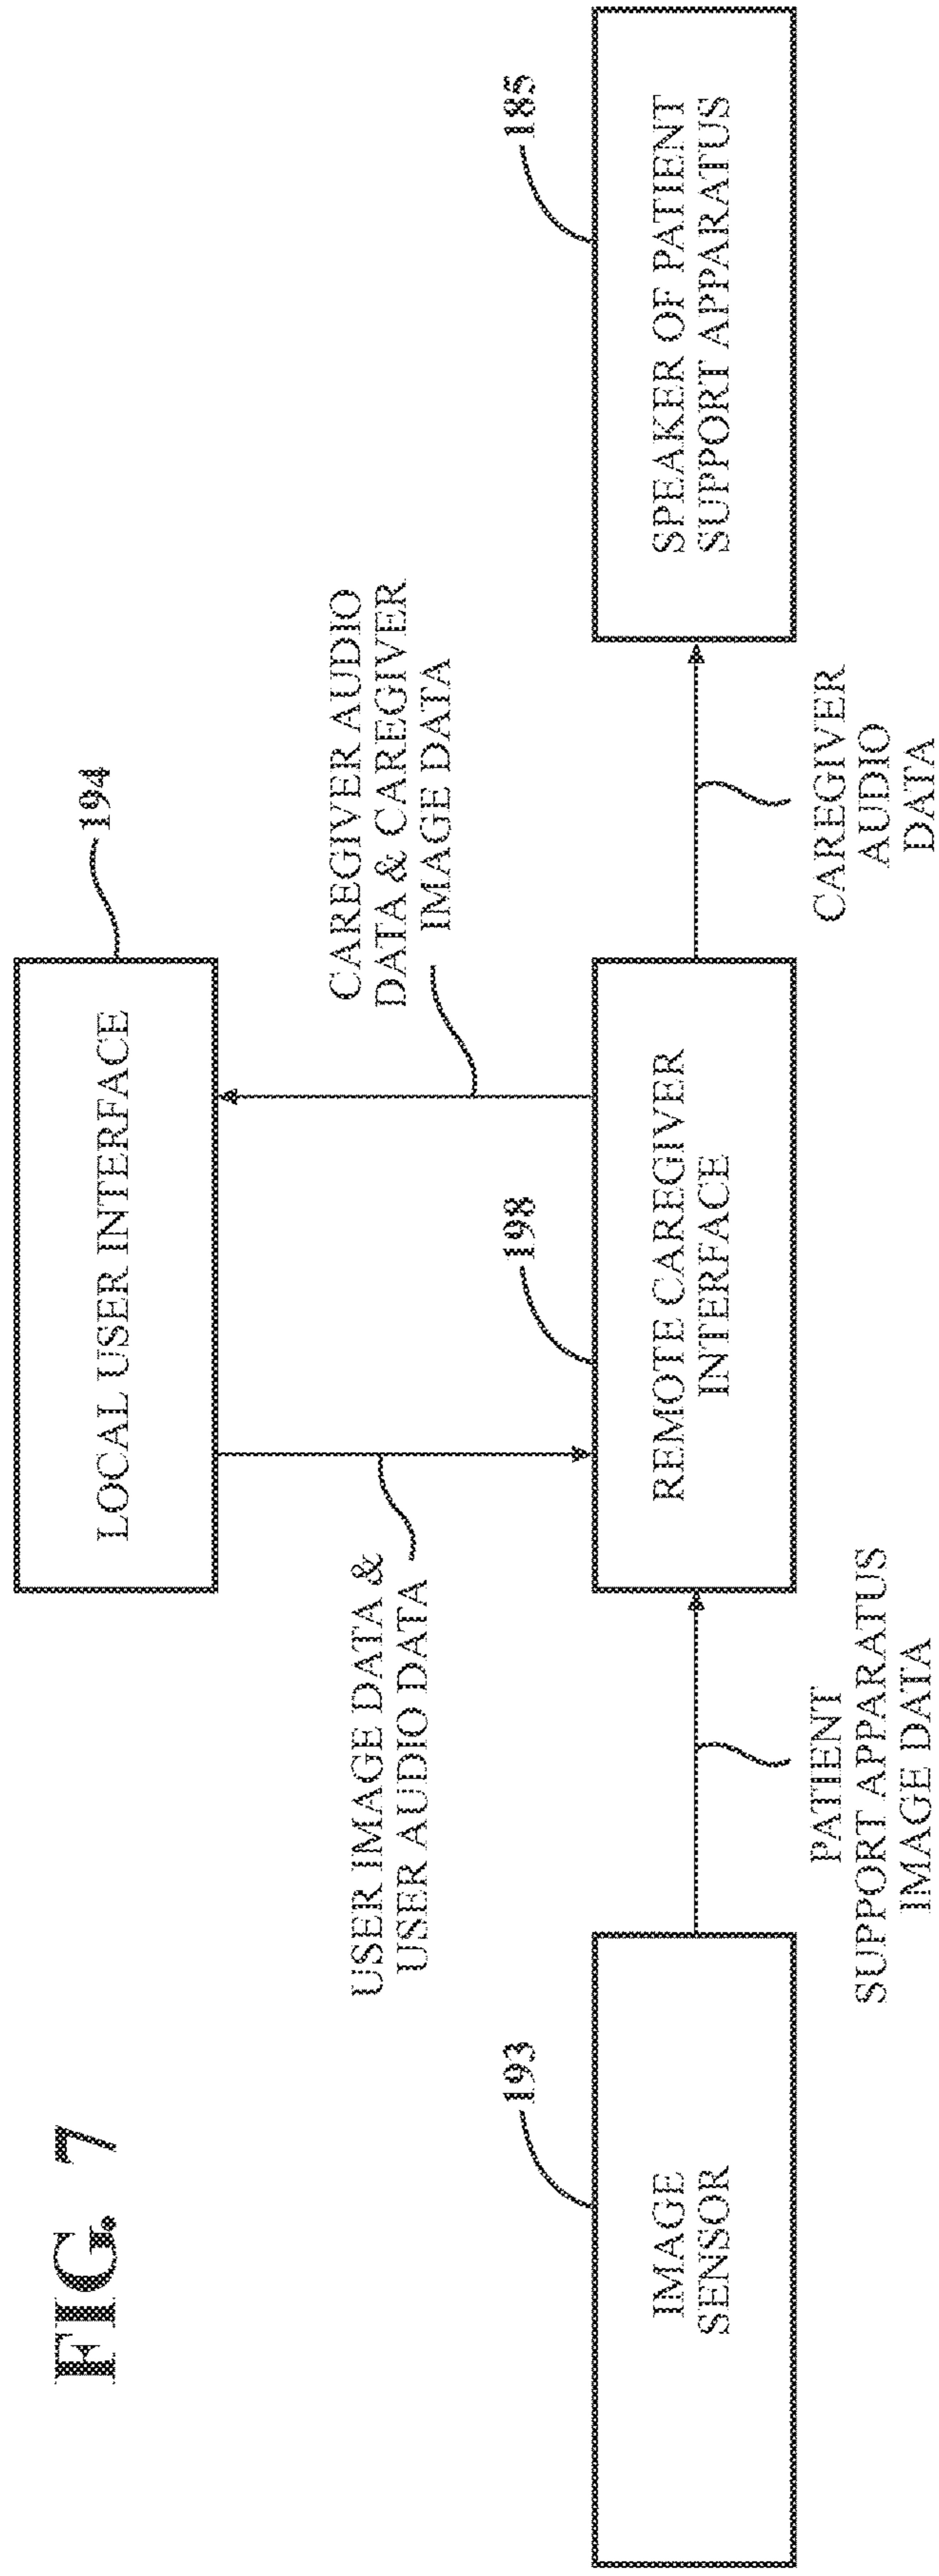 FIG. 7
194
LOCAL USER INTERFACE
USER IMAGE DATA &
USER AUDIO DATA
CAREGIVER AUDIO
DATA & CAREGIVER
IMAGE DATA
193
IMAGE
SENSOR
198
REMOTE CAREGIVER
INTERFACE
185
SPEAKER OF PATIENT
SUPPORT APPARATUS
PATIENT
SUPPORT APPARATUS
IMAGE DATA
CAREGIVER
AUDIO
DATA